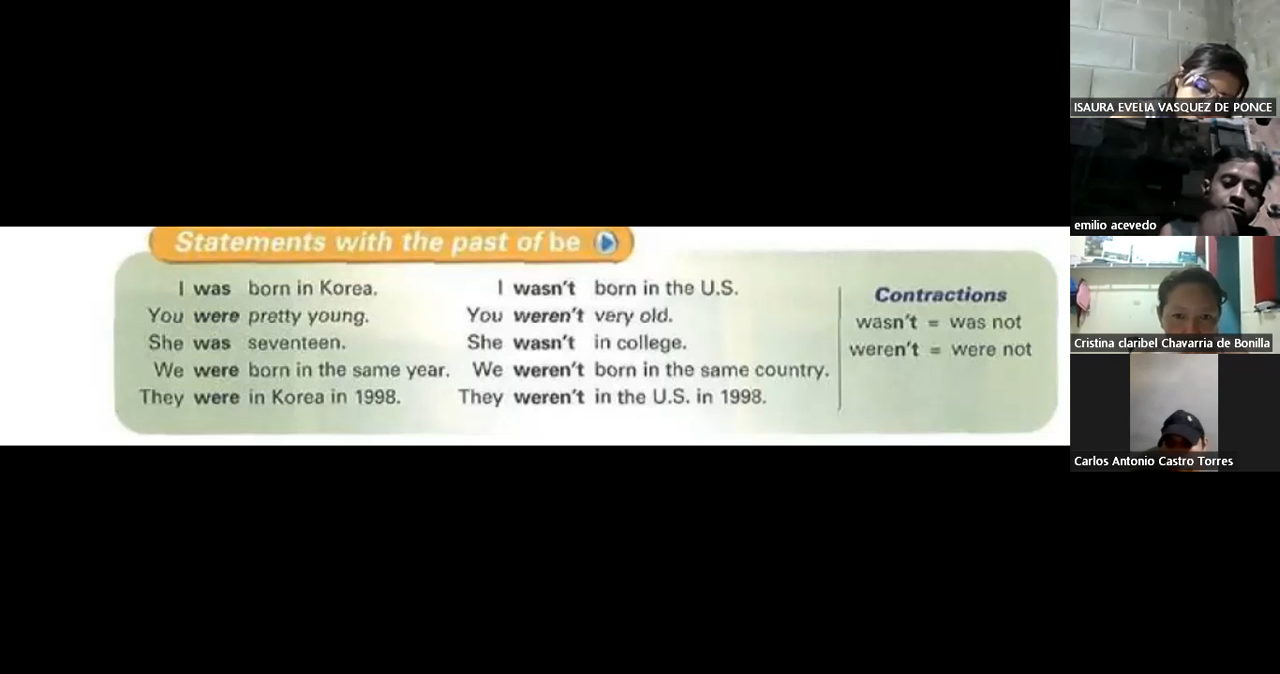 Statements with the past of be
I was born in Korea. I wasn't born in the U.S.
You were pretty young. You weren't very old.
She was seventeen. She wasn't in college.
We were born in the same year. We weren't born in the same country.
They were in Korea in 1998. They weren't in the U.S. in 1998.
Contractions
wasn't = was not
weren't = were not
ISAURA EVELIA VASQUEZ DE PONCE
emilio acevedo
Cristina claribel Chavarria de Bonilla
Carlos Antonio Castro Torres